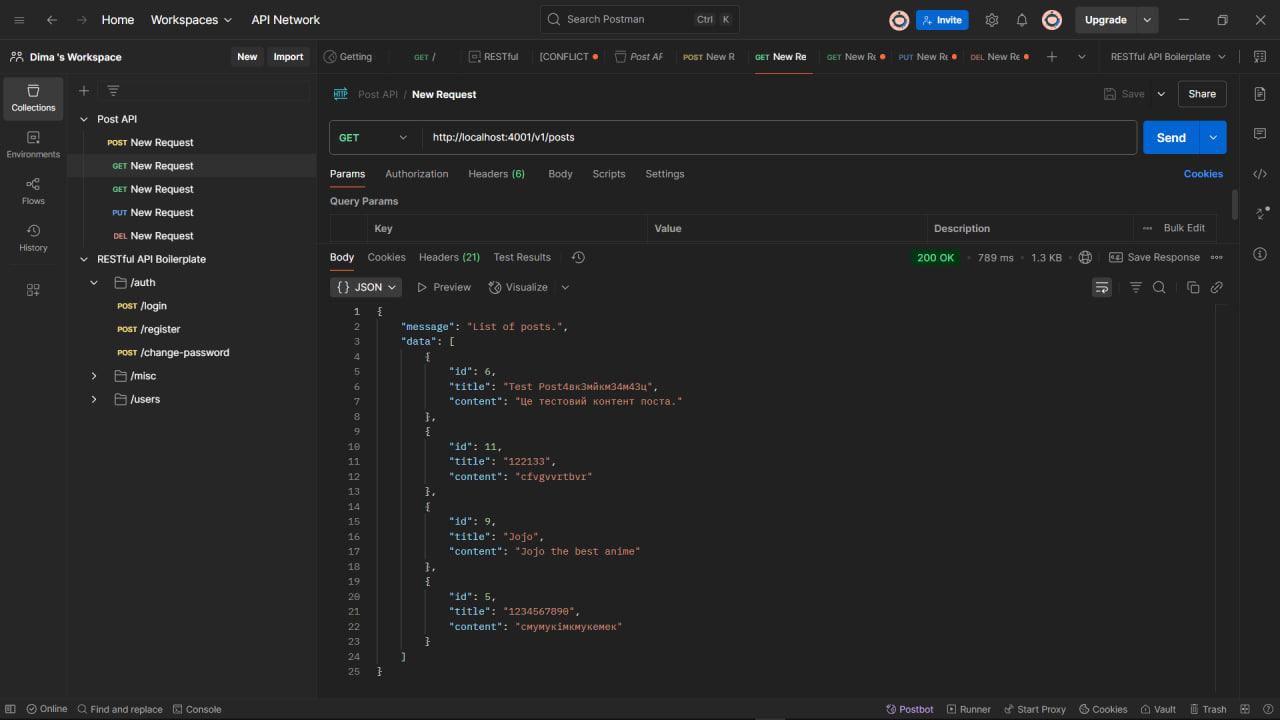 Home Workspaces API Network Search Postman Ctrl K Invite Upgrade
Dima 's Workspace New Import Getting GET / RESTful [CONFLICT Post AF POST New R GET New Re GET New Re PUT New Re DEL New Re RESTful API Boilerplate
Collections
Environments
Flows
History
Post API
POST New Request
GET New Request
GET New Request
PUT New Request
DEL New Request
RESTful API Boilerplate
/auth
POST /login
POST /register
POST /change-password
/misc
/users
HTTP Post API / New Request Save Share
GET http://localhost:4001/v1/posts Send
Params Authorization Headers (6) Body Scripts Settings Cookies
Query Params
Key Value Description Bulk Edit
Body Cookies Headers (21) Test Results 200 OK 789 ms 1.3 KB Save Response
{} JSON Preview Visualize
1 {
2 "message": "List of posts.",
3 "data": [
4 {
5 "id": 6,
6 "title": "Test Post4вк3мйкм34м43ц",
7 "content": "Це тестовий контент поста."
8 },
9 {
10 "id": 11,
11 "title": "122133",
12 "content": "cfvgvvrtbvr"
13 },
14 {
15 "id": 9,
16 "title": "Jojo",
17 "content": "Jojo the best anime"
18 },
19 {
20 "id": 5,
21 "title": "1234567890",
22 "content": "смумукімкмукемек"
23 }
24 ]
25 }
Online Find and replace Console Postbot Runner Start Proxy Cookies Vault Trash